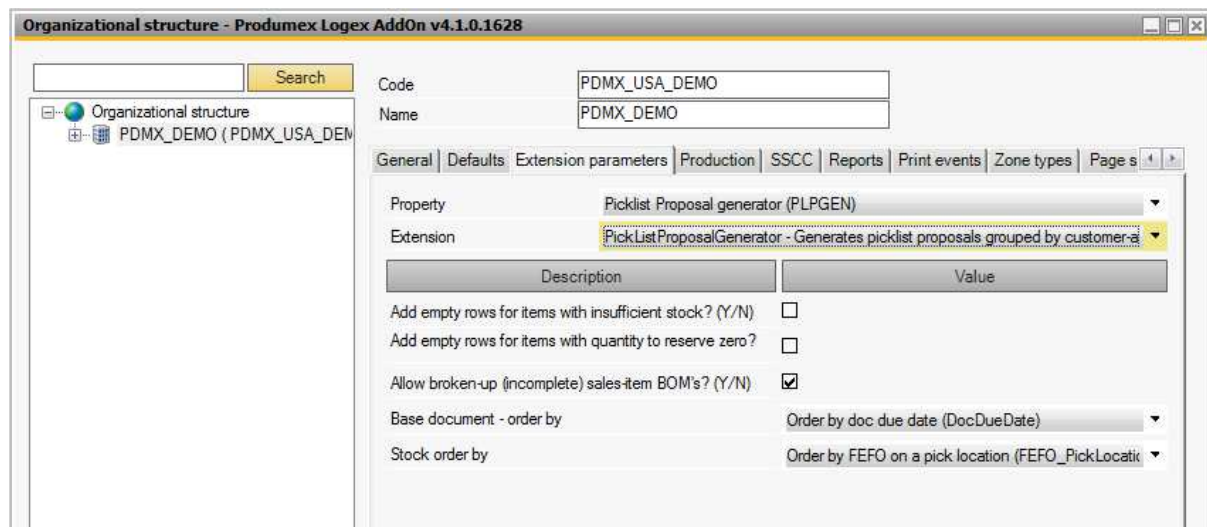 Organizational structure - Produmex Logex AddOn v4.1.0.1628
Search
Organizational structure
PDMX_DEMO ( PDMX_USA_DEM
Code PDMX_USA_DEMO
Name PDMX_DEMO
General Defaults Extension parameters Production SSCC Reports Print events Zone types Page s
Property Picklist Proposal generator (PLPGEN)
Extension PickListProposalGenerator - Generates picklist proposals grouped by customer-a
Description Value
Add empty rows for items with insufficient stock? (Y/N)
Add empty rows for items with quantity to reserve zero?
Allow broken-up (incomplete) sales-item BOM's? (Y/N)
Base document - order by Order by doc due date (DocDueDate)
Stock order by Order by FEFO on a pick location (FEFO_PickLocatic